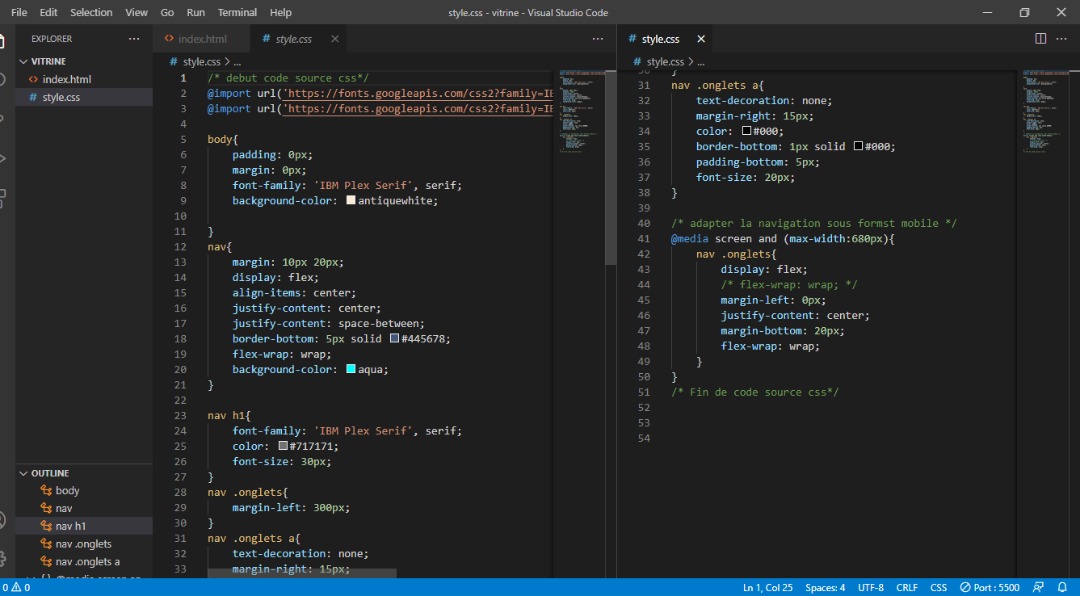 File Edit Selection View Go Run Terminal Help
style.css - vitrine - Visual Studio Code
EXPLORER
VITRINE
index.html
style.css
OUTLINE
body
nav
nav h1
nav .onglets
nav .onglets a
index.html
style.css
style.css > ...
1 /* debut code source css*/
2 @import url('https://fonts.googleapis.com/css2?family=IB
3 @import url('https://fonts.googleapis.com/css2?family=IB
4
5 body{
6 padding: 0px;
7 margin: 0px;
8 font-family: 'IBM Plex Serif', serif;
9 background-color: antiquewhite;
10
11 }
12 nav{
13 margin: 10px 20px;
14 display: flex;
15 align-items: center;
16 justify-content: center;
17 justify-content: space-between;
18 border-bottom: 5px solid #445678;
19 flex-wrap: wrap;
20 background-color: aqua;
21 }
22
23 nav h1{
24 font-family: 'IBM Plex Serif', serif;
25 color: #717171;
26 font-size: 30px;
27 }
28 nav .onglets{
29 margin-left: 300px;
30 }
31 nav .onglets a{
32 text-decoration: none;
33 margin-right: 15px;
style.css
style.css > ...
30 }
31 nav .onglets a{
32 text-decoration: none;
33 margin-right: 15px;
34 color: #000;
35 border-bottom: 1px solid #000;
36 padding-bottom: 5px;
37 font-size: 20px;
38 }
39
40 /* adapter la navigation sous formst mobile */
41 @media screen and (max-width:680px){
42 nav .onglets{
43 display: flex;
44 /* flex-wrap: wrap; */
45 margin-left: 0px;
46 justify-content: center;
47 margin-bottom: 20px;
48 flex-wrap: wrap;
49 }
50 }
51 /* Fin de code source css*/
52
53
54
0 0
Ln 1, Col 25 Spaces: 4 UTF-8 CRLF CSS Port : 5500